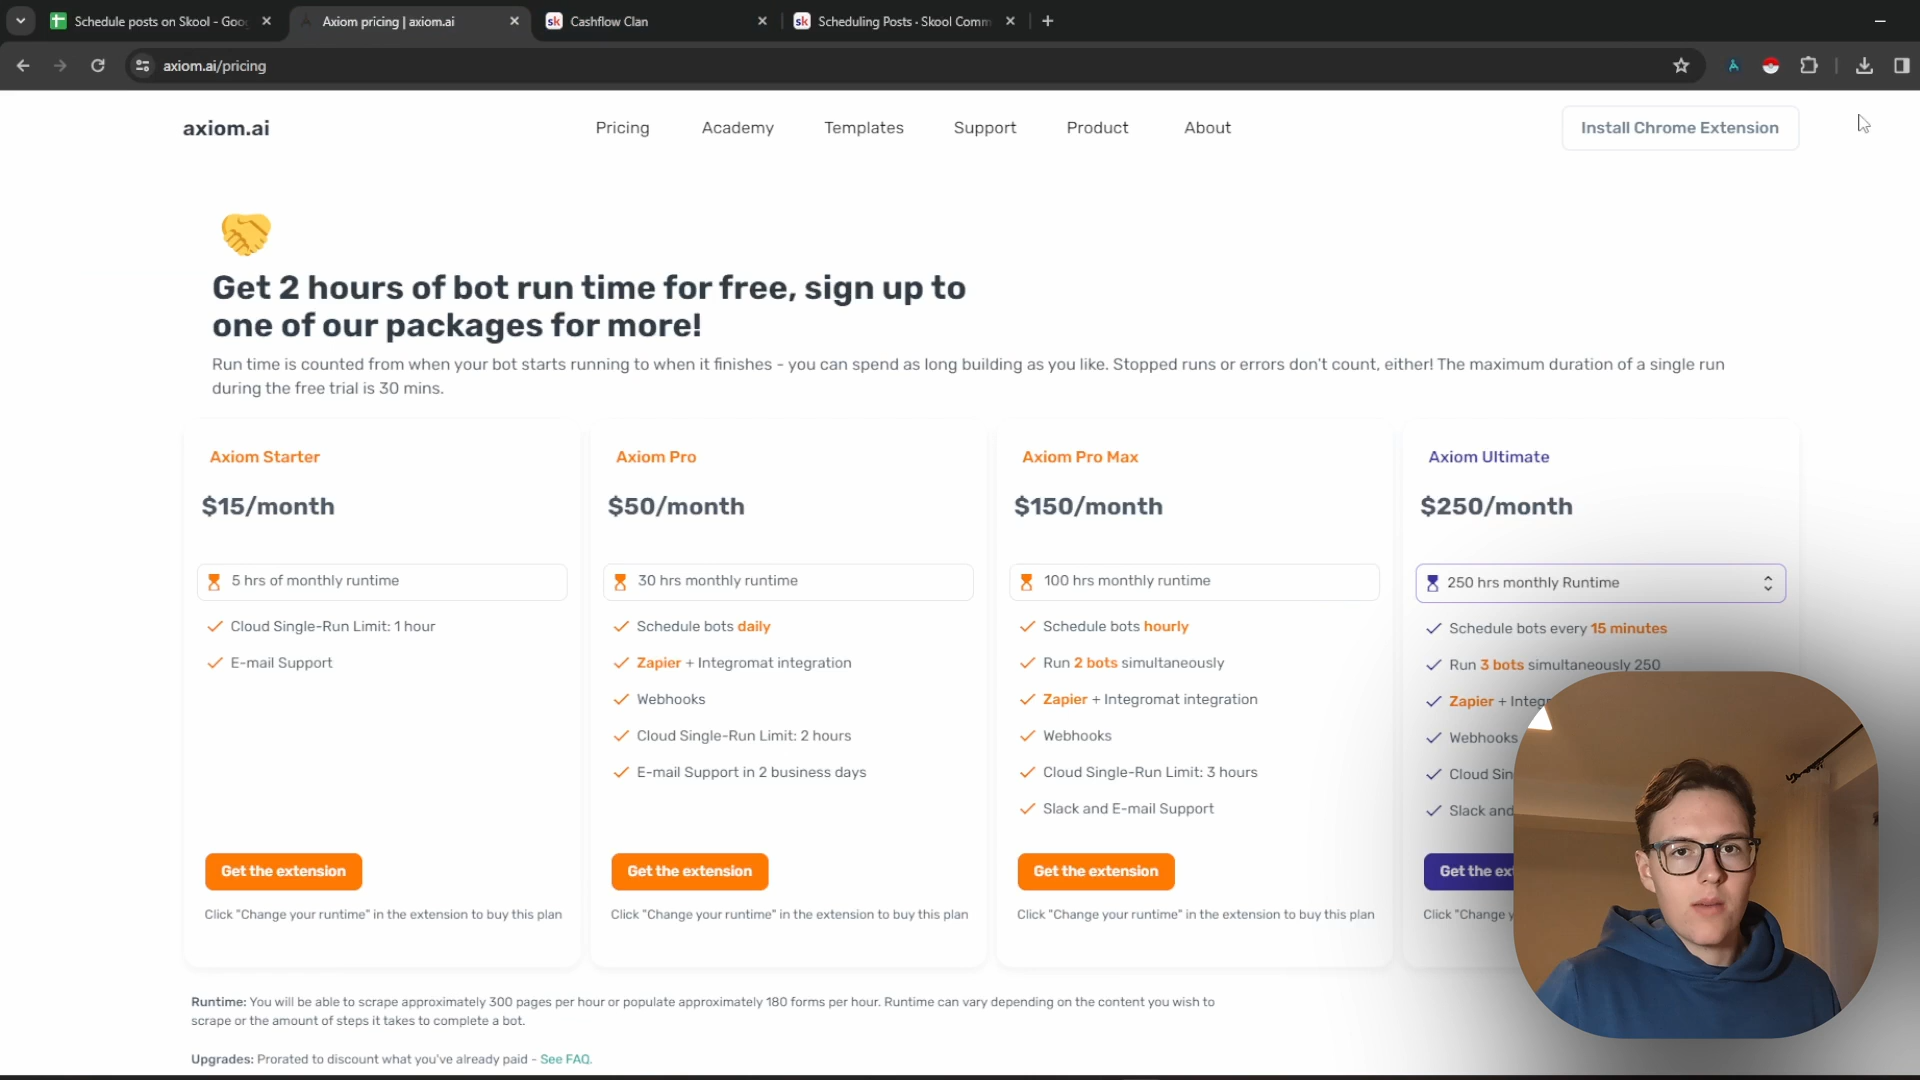 Schedule posts on Skool - Goo
Axiom pricing | axiom.ai
sk Cashflow Clan
sk Scheduling Posts · Skool Comm
axiom.ai/pricing
axiom.ai
Pricing
Academy
Templates
Support
Product
About
Install Chrome Extension
Get 2 hours of bot run time for free, sign up to
one of our packages for more!
Run time is counted from when your bot starts running to when it finishes - you can spend as long building as you like. Stopped runs or errors don't count, either! The maximum duration of a single run
during the free trial is 30 mins.
Axiom Starter
$15/month
5 hrs of monthly runtime
Cloud Single-Run Limit: 1 hour
E-mail Support
Get the extension
Click "Change your runtime" in the extension to buy this plan
Axiom Pro
$50/month
30 hrs monthly runtime
Schedule bots daily
Zapier + Integromat integration
Webhooks
Cloud Single-Run Limit: 2 hours
E-mail Support in 2 business days
Get the extension
Click "Change your runtime" in the extension to buy this plan
Axiom Pro Max
$150/month
100 hrs monthly runtime
Schedule bots hourly
Run 2 bots simultaneously
Zapier + Integromat integration
Webhooks
Cloud Single-Run Limit: 3 hours
Slack and E-mail Support
Get the extension
Click "Change your runtime" in the extension to buy this plan
Axiom Ultimate
$250/month
250 hrs monthly Runtime
Schedule bots every 15 minutes
Run 3 bots simultaneously 250
Zapier + Integr
Webhooks
Cloud Sin
Slack and
Get the ex
Click "Change y
Runtime: You will be able to scrape approximately 300 pages per hour or populate approximately 180 forms per hour. Runtime can vary depending on the content you wish to
scrape or the amount of steps it takes to complete a bot.
Upgrades: Prorated to discount what you've already paid - See FAQ.